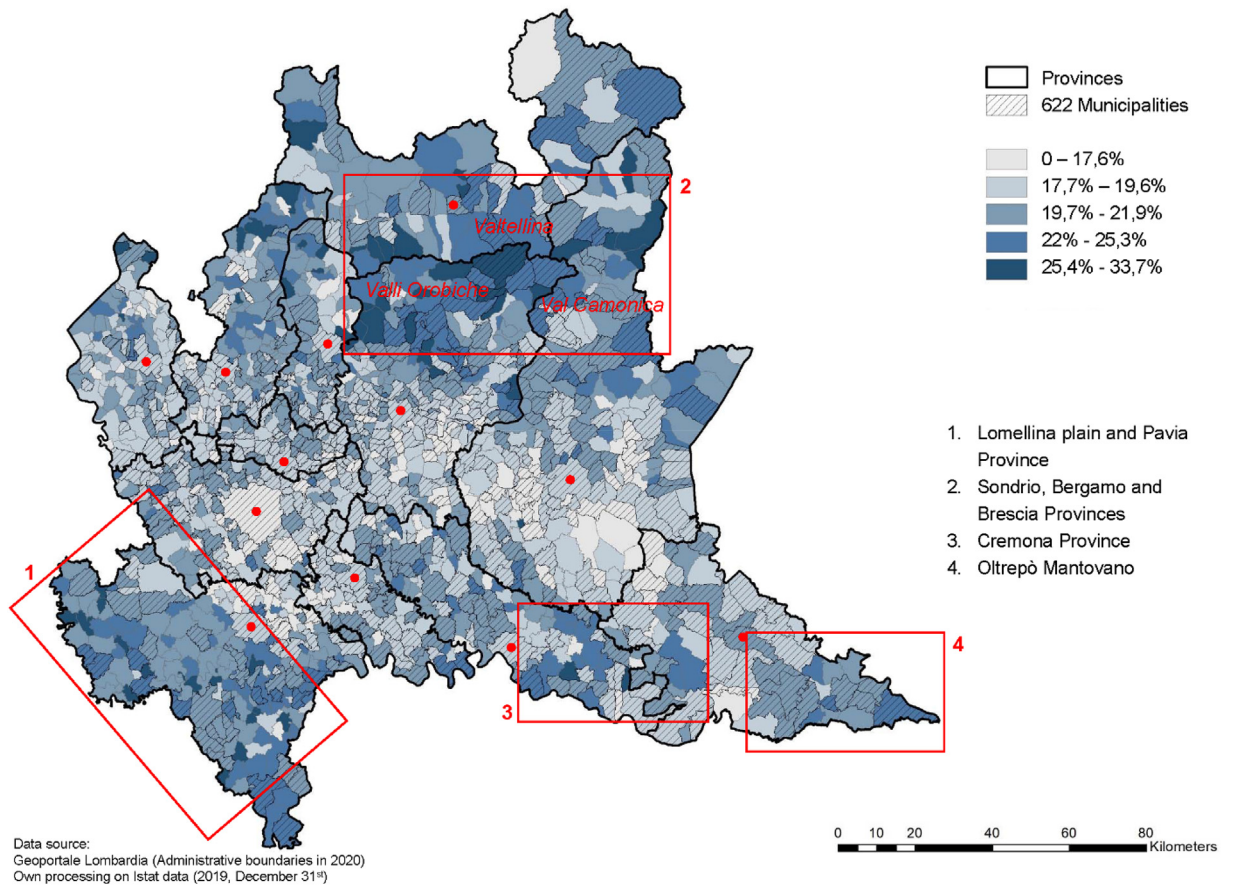 Provinces
622 Municipalities
0 – 17,6%
17,7% – 19,6%
19,7% - 21,9%
22% - 25,3%
25,4% - 33,7%
2
Valtellina
Valli Orobiche
Val Camonica
1. Lomellina plain and Pavia
Province
2. Sondrio, Bergamo and
Brescia Provinces
3. Cremona Province
4. Oltrepò Mantovano
1
4
3
Data source:
Geoportale Lombardia (Administrative boundaries in 2020)
Own processing on Istat data (2019, December 31st)
0 10 20 40 60 80
Kilometers